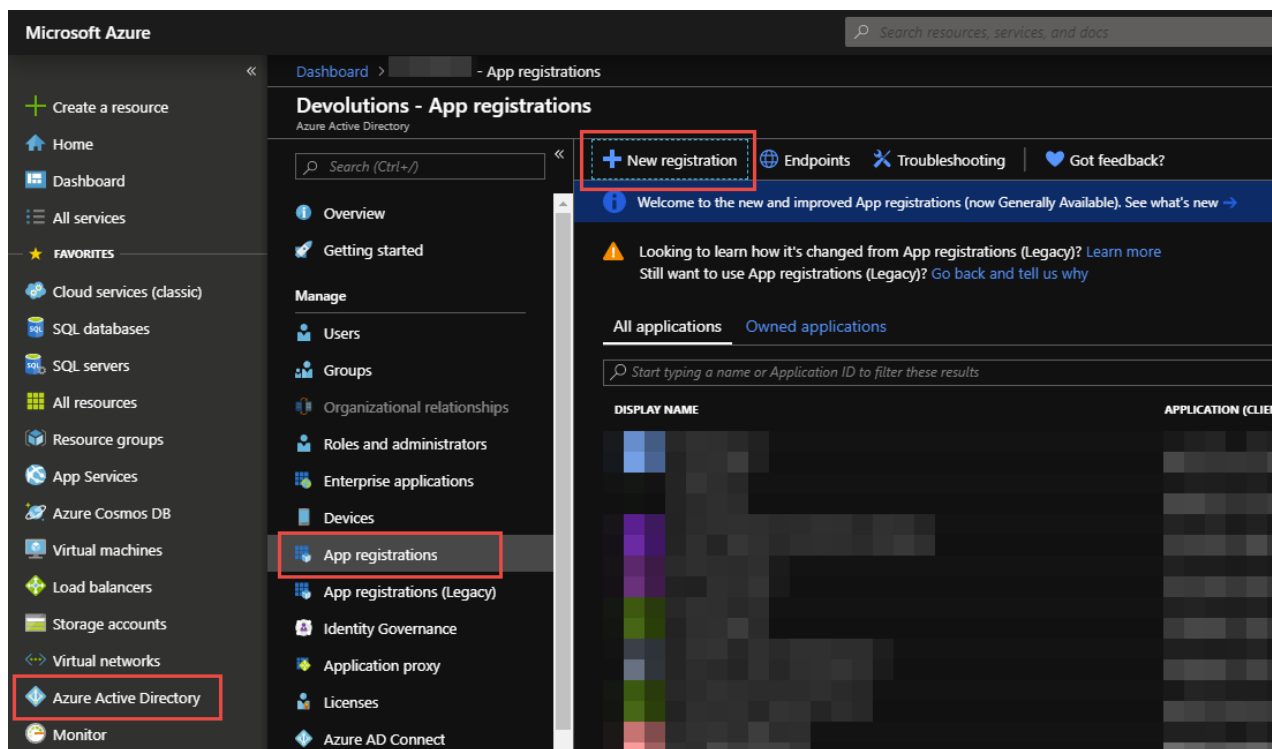 Microsoft Azure
Search resources, services, and docs
«
Create a resource
Home
Dashboard
All services
FAVORITES
Cloud services (classic)
SQL databases
SQL servers
All resources
Resource groups
App Services
Azure Cosmos DB
Virtual machines
Load balancers
Storage accounts
Virtual networks
Azure Active Directory
Monitor
Dashboard > - App registrations
Devolutions - App registrations
Azure Active Directory
Search (Ctrl+/)
«
Overview
Getting started
Manage
Users
Groups
Organizational relationships
Roles and administrators
Enterprise applications
Devices
App registrations
App registrations (Legacy)
Identity Governance
Application proxy
Licenses
Azure AD Connect
New registration Endpoints Troubleshooting Got feedback?
Welcome to the new and improved App registrations (now Generally Available). See what's new →
Looking to learn how it's changed from App registrations (Legacy)? Learn more
Still want to use App registrations (Legacy)? Go back and tell us why
All applications Owned applications
Start typing a name or Application ID to filter these results
DISPLAY NAME APPLICATION (CLIE